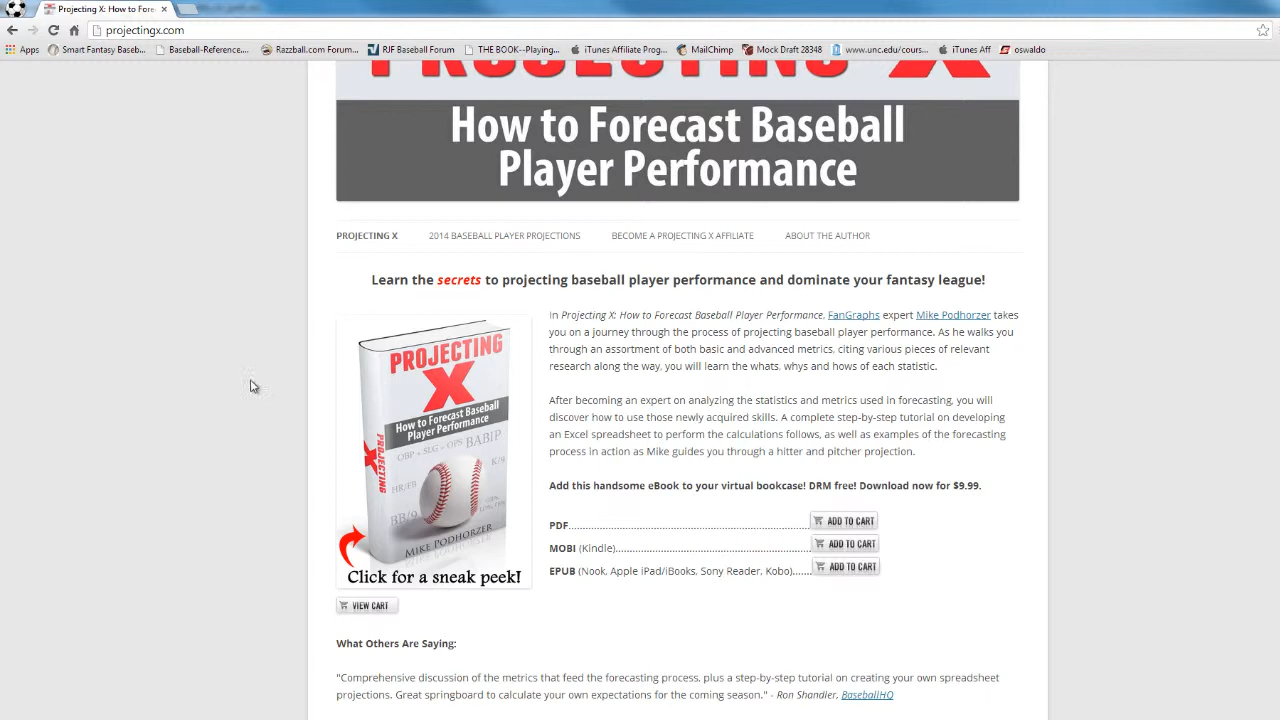 Projecting X: How to Fore
projectingx.com
Apps Smart Fantasy Baseb... Baseball-Reference.... Razzball.com Forum... RJF Baseball Forum THE BOOK--Playing... iTunes Affiliate Prog... MailChimp Mock Draft 28348 www.unc.edu/cours... iTunes Aff oswaldo
PROJECTING X
How to Forecast Baseball
Player Performance
PROJECTING X 2014 BASEBALL PLAYER PROJECTIONS BECOME A PROJECTING X AFFILIATE ABOUT THE AUTHOR
Learn the secrets to projecting baseball player performance and dominate your fantasy league!
PROJECTING
X
How to Forecast Baseball
Player Performance
OBP + SLG = OPS BABIP
HR/FB
K/9
BB/9
MIKE PODHORZER
PROJECTING X
Click for a sneak peek!
In Projecting X: How to Forecast Baseball Player Performance, FanGraphs expert Mike Podhorzer takes
you on a journey through the process of projecting baseball player performance. As he walks you
through an assortment of both basic and advanced metrics, citing various pieces of relevant
research along the way, you will learn the whats, whys and hows of each statistic.
After becoming an expert on analyzing the statistics and metrics used in forecasting, you will
discover how to use those newly acquired skills. A complete step-by-step tutorial on developing
an Excel spreadsheet to perform the calculations follows, as well as examples of the forecasting
process in action as Mike guides you through a hitter and pitcher projection.
Add this handsome eBook to your virtual bookcase! DRM free! Download now for $9.99.
PDF.......................................................................................... ADD TO CART
MOBI (Kindle).................................................................... ADD TO CART
EPUB (Nook, Apple iPad/iBooks, Sony Reader, Kobo)....... ADD TO CART
VIEW CART
What Others Are Saying:
"Comprehensive discussion of the metrics that feed the forecasting process, plus a step-by-step tutorial on creating your own spreadsheet
projections. Great springboard to calculate your own expectations for the coming season." - Ron Shandler, BaseballHQ